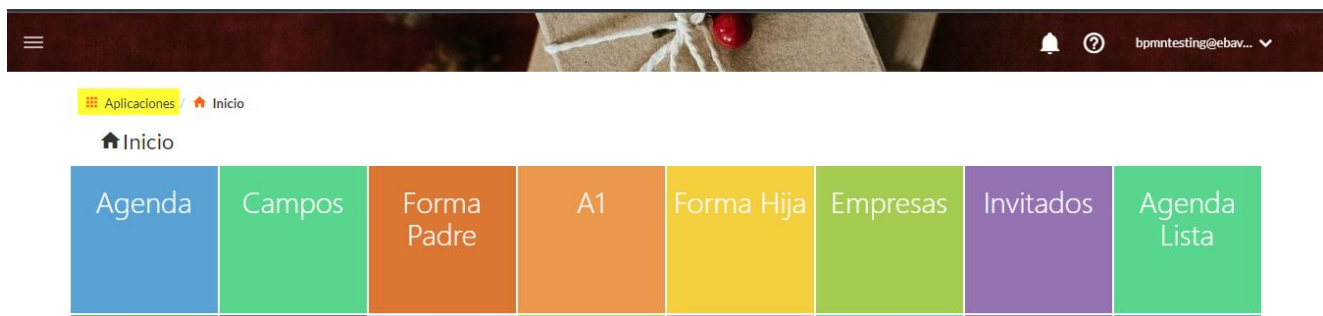 bpmntesting@ebav...
Aplicaciones / Inicio
Inicio
Agenda
Campos
Forma
Padre
A1
Forma Hija
Empresas
Invitados
Agenda
Lista